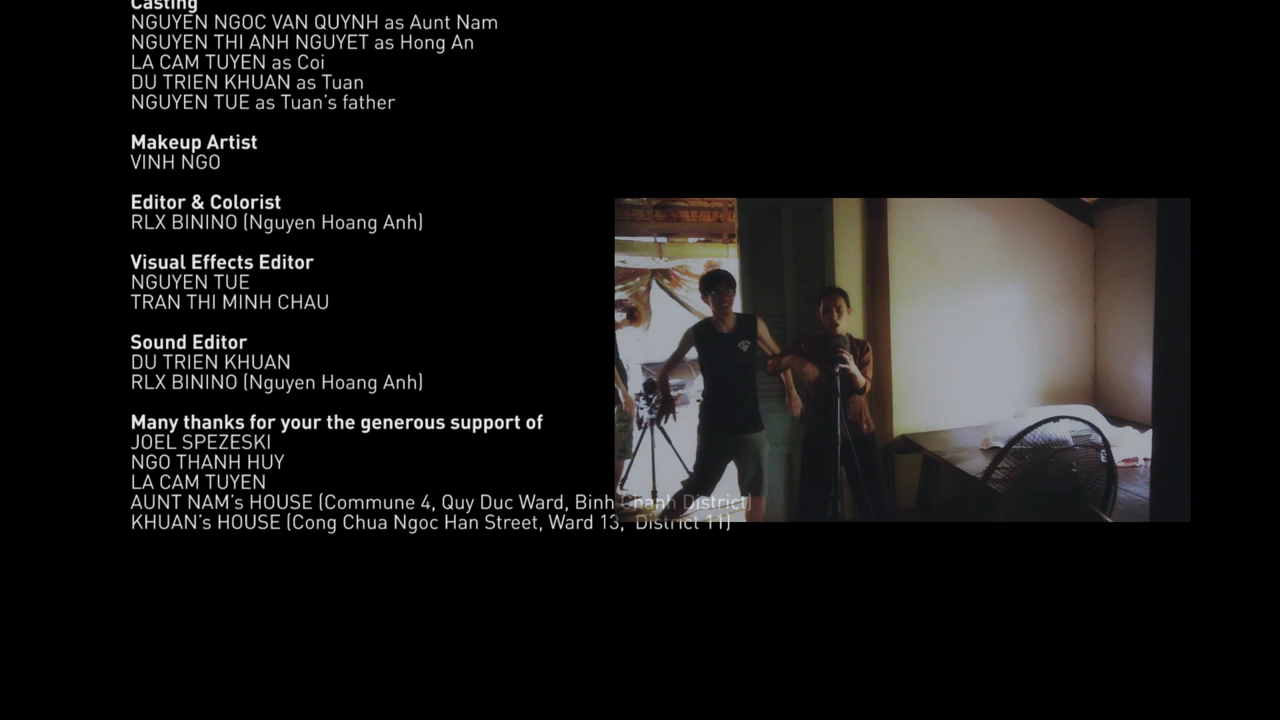 Casting
NGUYEN NGOC VAN QUYNH as Aunt Nam
NGUYEN THI ANH NGUYET as Hong An
LA CAM TUYEN as Coi
DU TRIEN KHUAN as Tuan
NGUYEN TUE as Tuan's father
Makeup Artist
VINH NGO
Editor & Colorist
RLX BININO (Nguyen Hoang Anh)
Visual Effects Editor
NGUYEN TUE
TRAN THI MINH CHAU
Sound Editor
DU TRIEN KHUAN
RLX BININO (Nguyen Hoang Anh)
Many thanks for your the generous support of
JOEL SPEZESKI
NGO THANH HUY
LA CAM TUYEN
AUNT NAM's HOUSE (Commune 4, Quy Duc Ward, Binh Chanh District)
KHUAN's HOUSE (Cong Chua Ngoc Han Street, Ward 13, District 11)